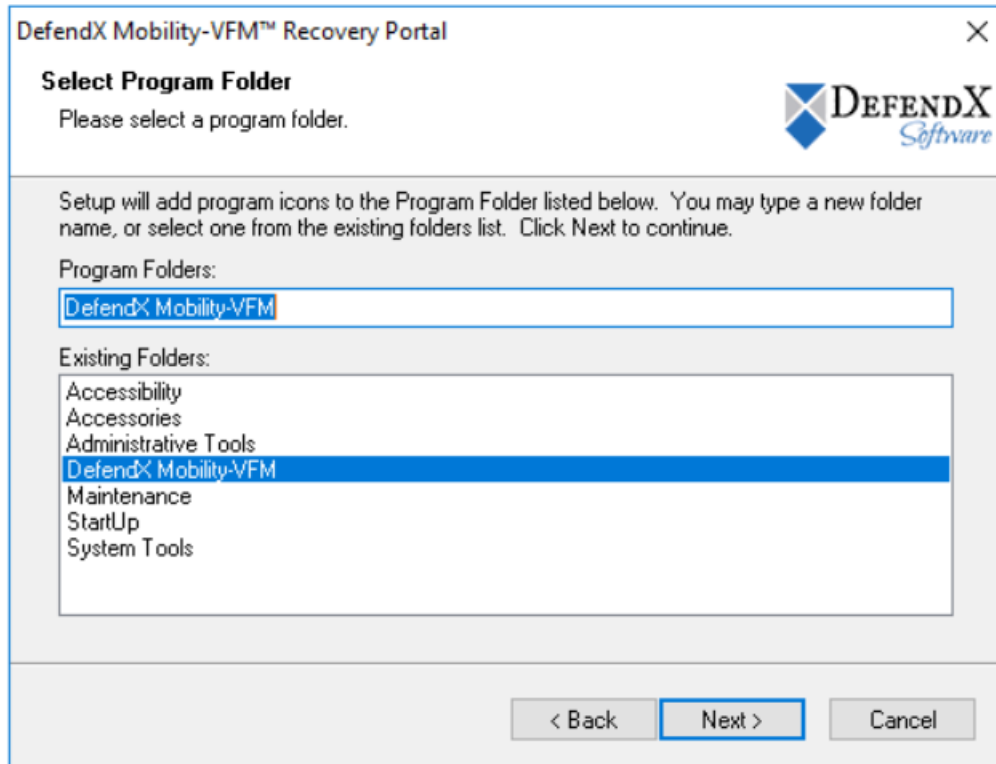 DefendX Mobility-VFM™ Recovery Portal
Select Program Folder
Please select a program folder.
DEFENDX
Software
Setup will add program icons to the Program Folder listed below. You may type a new folder
name, or select one from the existing folders list. Click Next to continue.
Program Folders:
DefendX Mobility-VFM
Existing Folders:
Accessibility
Accessories
Administrative Tools
DefendX Mobility-VFM
Maintenance
StartUp
System Tools
< Back Next > Cancel